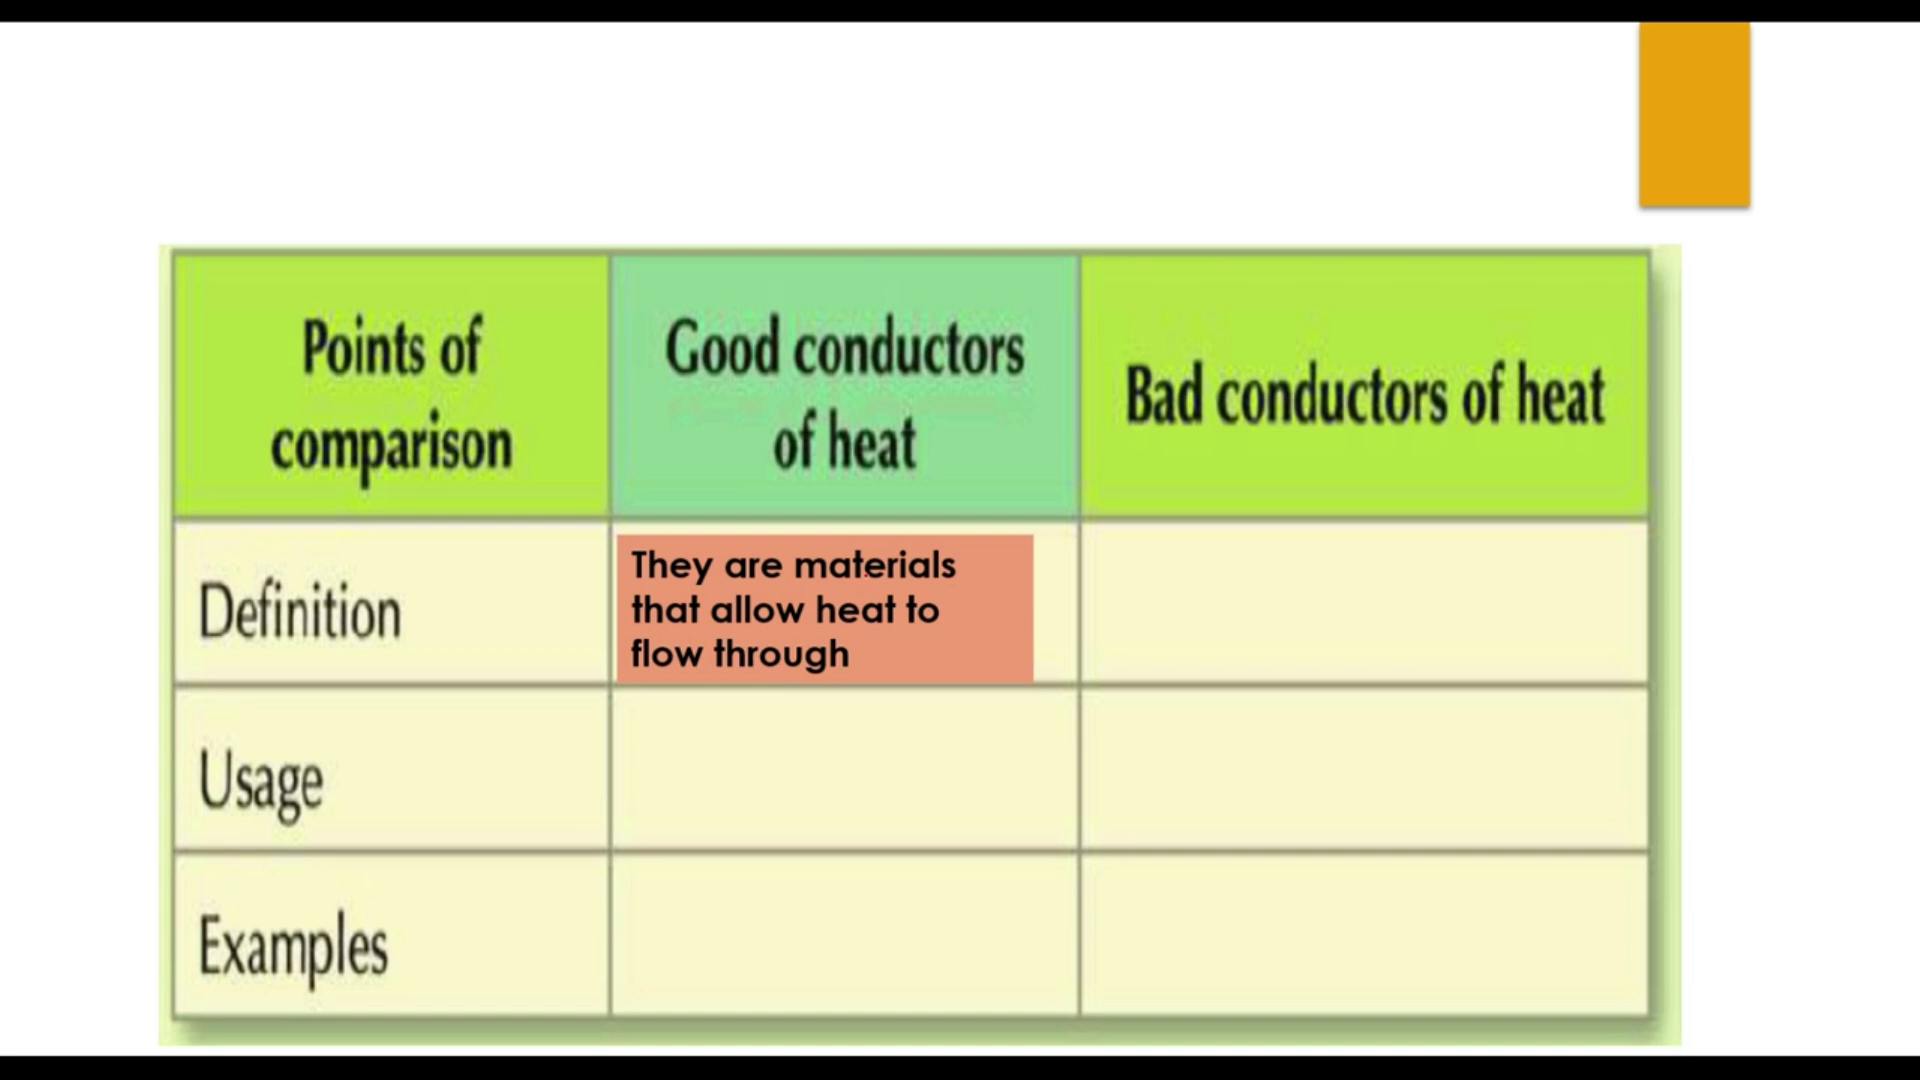 Points of
comparison
Good conductors
of heat
Bad conductors of heat
Definition
They are materials
that allow heat to
flow through
Usage
Examples